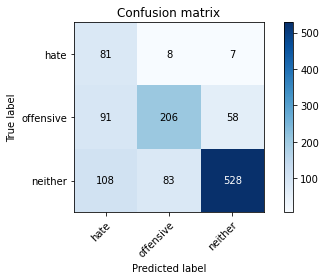 Confusion matrix
hate 81 8 7
offensive 91 206 58
neither 108 83 528
hate offensive neither
True label
Predicted label
500
400
300
200
100